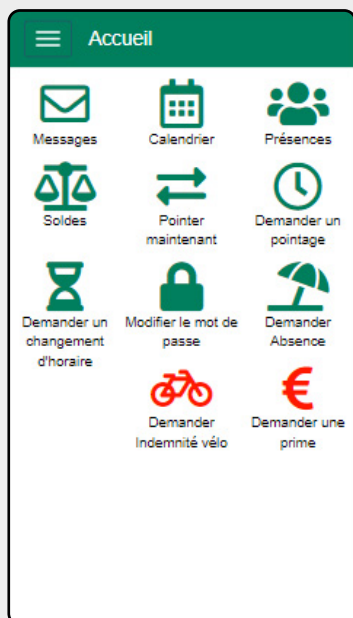 Accueil
Messages
Calendrier
Présences
Soldes
Pointer
maintenant
Demander un
pointage
Demander un
changement
d'horaire
Modifier le mot de
passe
Demander
Absence
Demander
Indemnité vélo
€
Demander une
prime